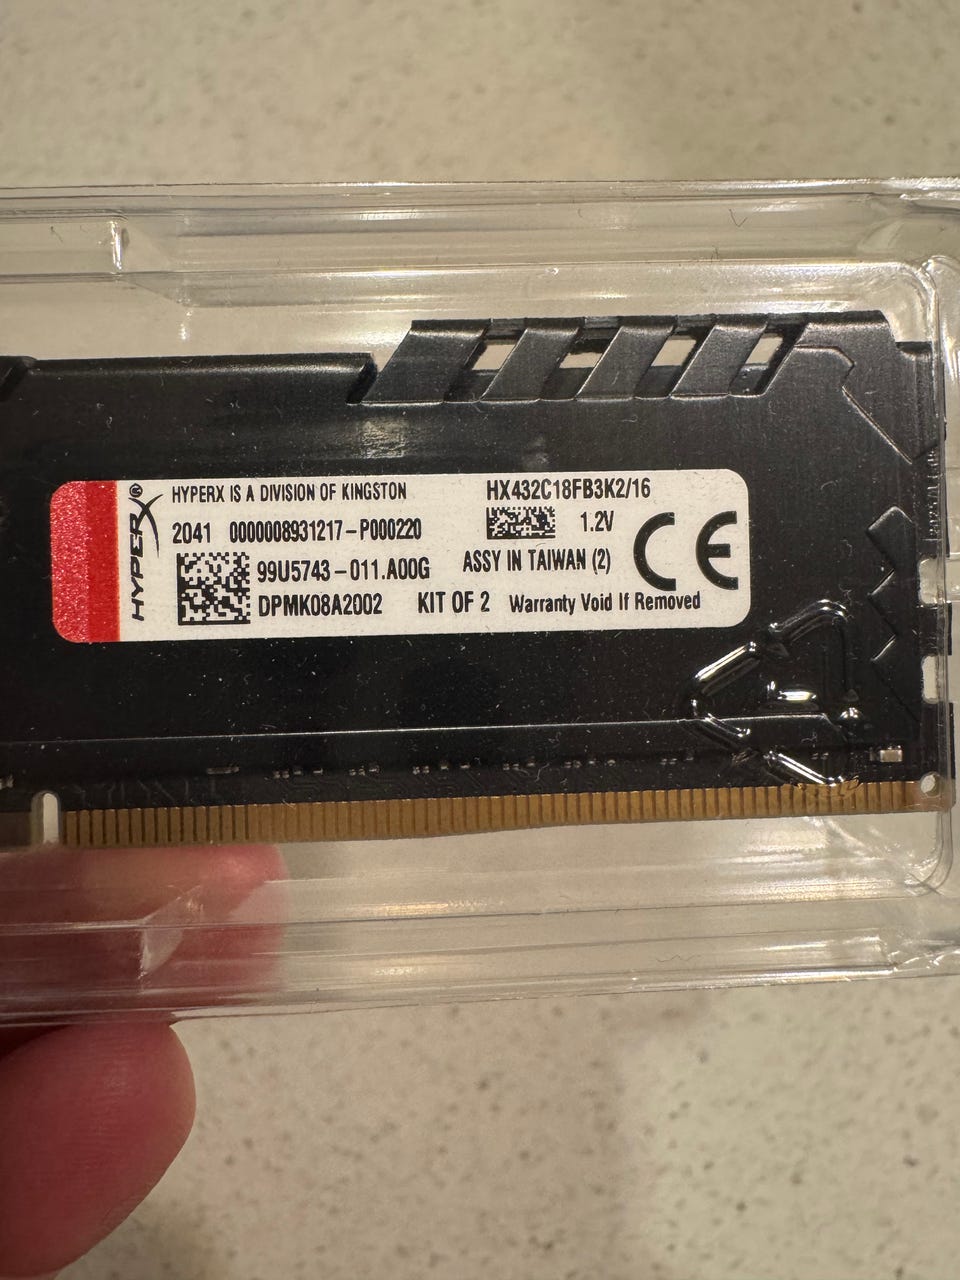 HYPERX®
HYPERX IS A DIVISION OF KINGSTON
HX432C18FB3K2/16
2041 0000008931217-P000220
1.2V
99U5743-011.A00G
ASSY IN TAIWAN (2)
CE
DPMK08A2002 KIT OF 2 Warranty Void If Removed